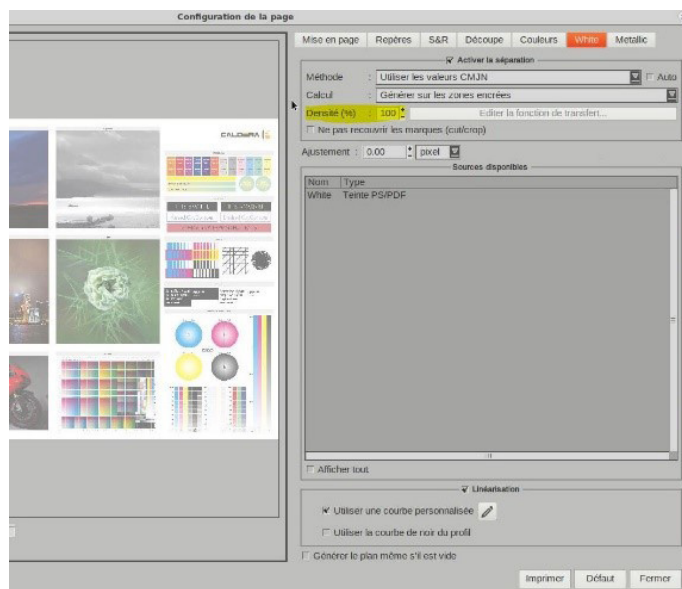 Configuration de la page
Mise en page Repères S&R Découpe Couleurs White Metallic
Activer la séparation
Méthode : Utiliser les valeurs CMJN Auto
Calcul : Générer sur les zones encrées
Densité (%) : 100 Editer la fonction de transfert...
Ne pas recouvrir les marques (cut/crop)
Ajustement : 0.00 pixel
Sources disponibles
Nom Type
White Teinte PS/PDF
Afficher tout
Linéarisation
Utiliser une courbe personnalisée
Utiliser la courbe de noir du profil
Générer le plan même s'il est vide
Imprimer Défaut Fermer
CALDERA